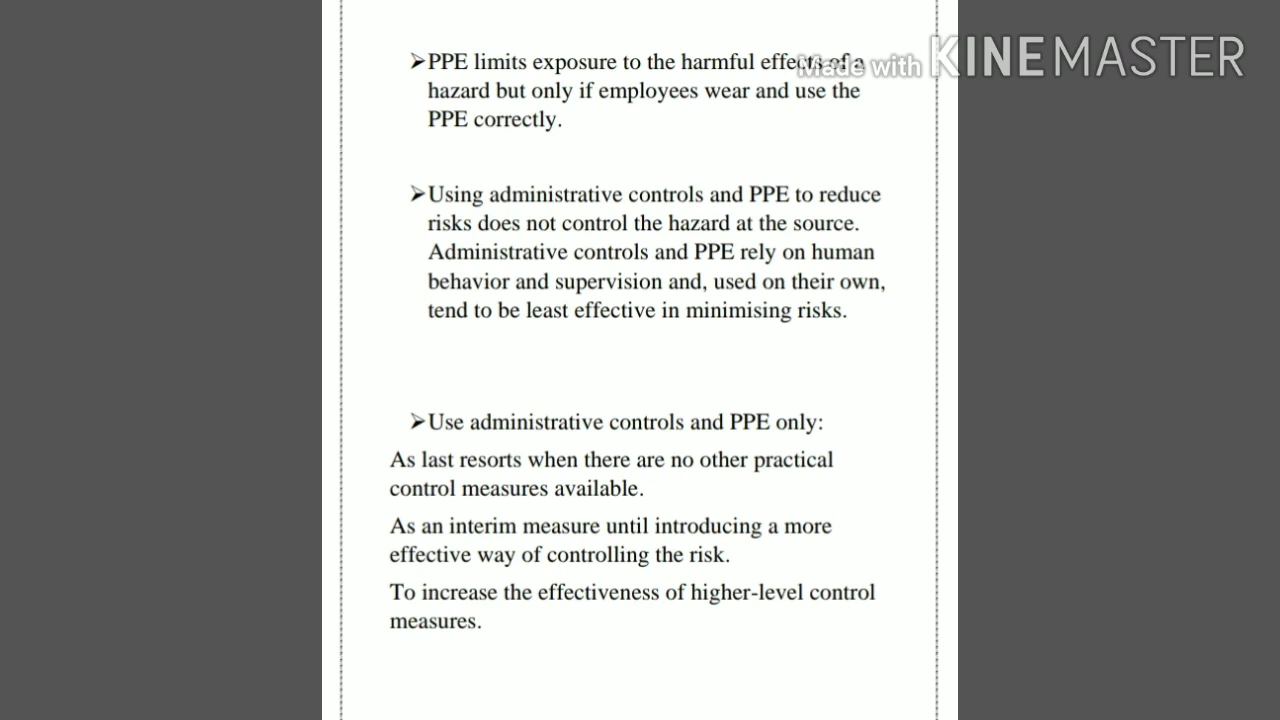 Made with KINEMASTER
➢PPE limits exposure to the harmful effects of a
hazard but only if employees wear and use the
PPE correctly.
➢Using administrative controls and PPE to reduce
risks does not control the hazard at the source.
Administrative controls and PPE rely on human
behavior and supervision and, used on their own,
tend to be least effective in minimising risks.
➢Use administrative controls and PPE only:
As last resorts when there are no other practical
control measures available.
As an interim measure until introducing a more
effective way of controlling the risk.
To increase the effectiveness of higher-level control
measures.